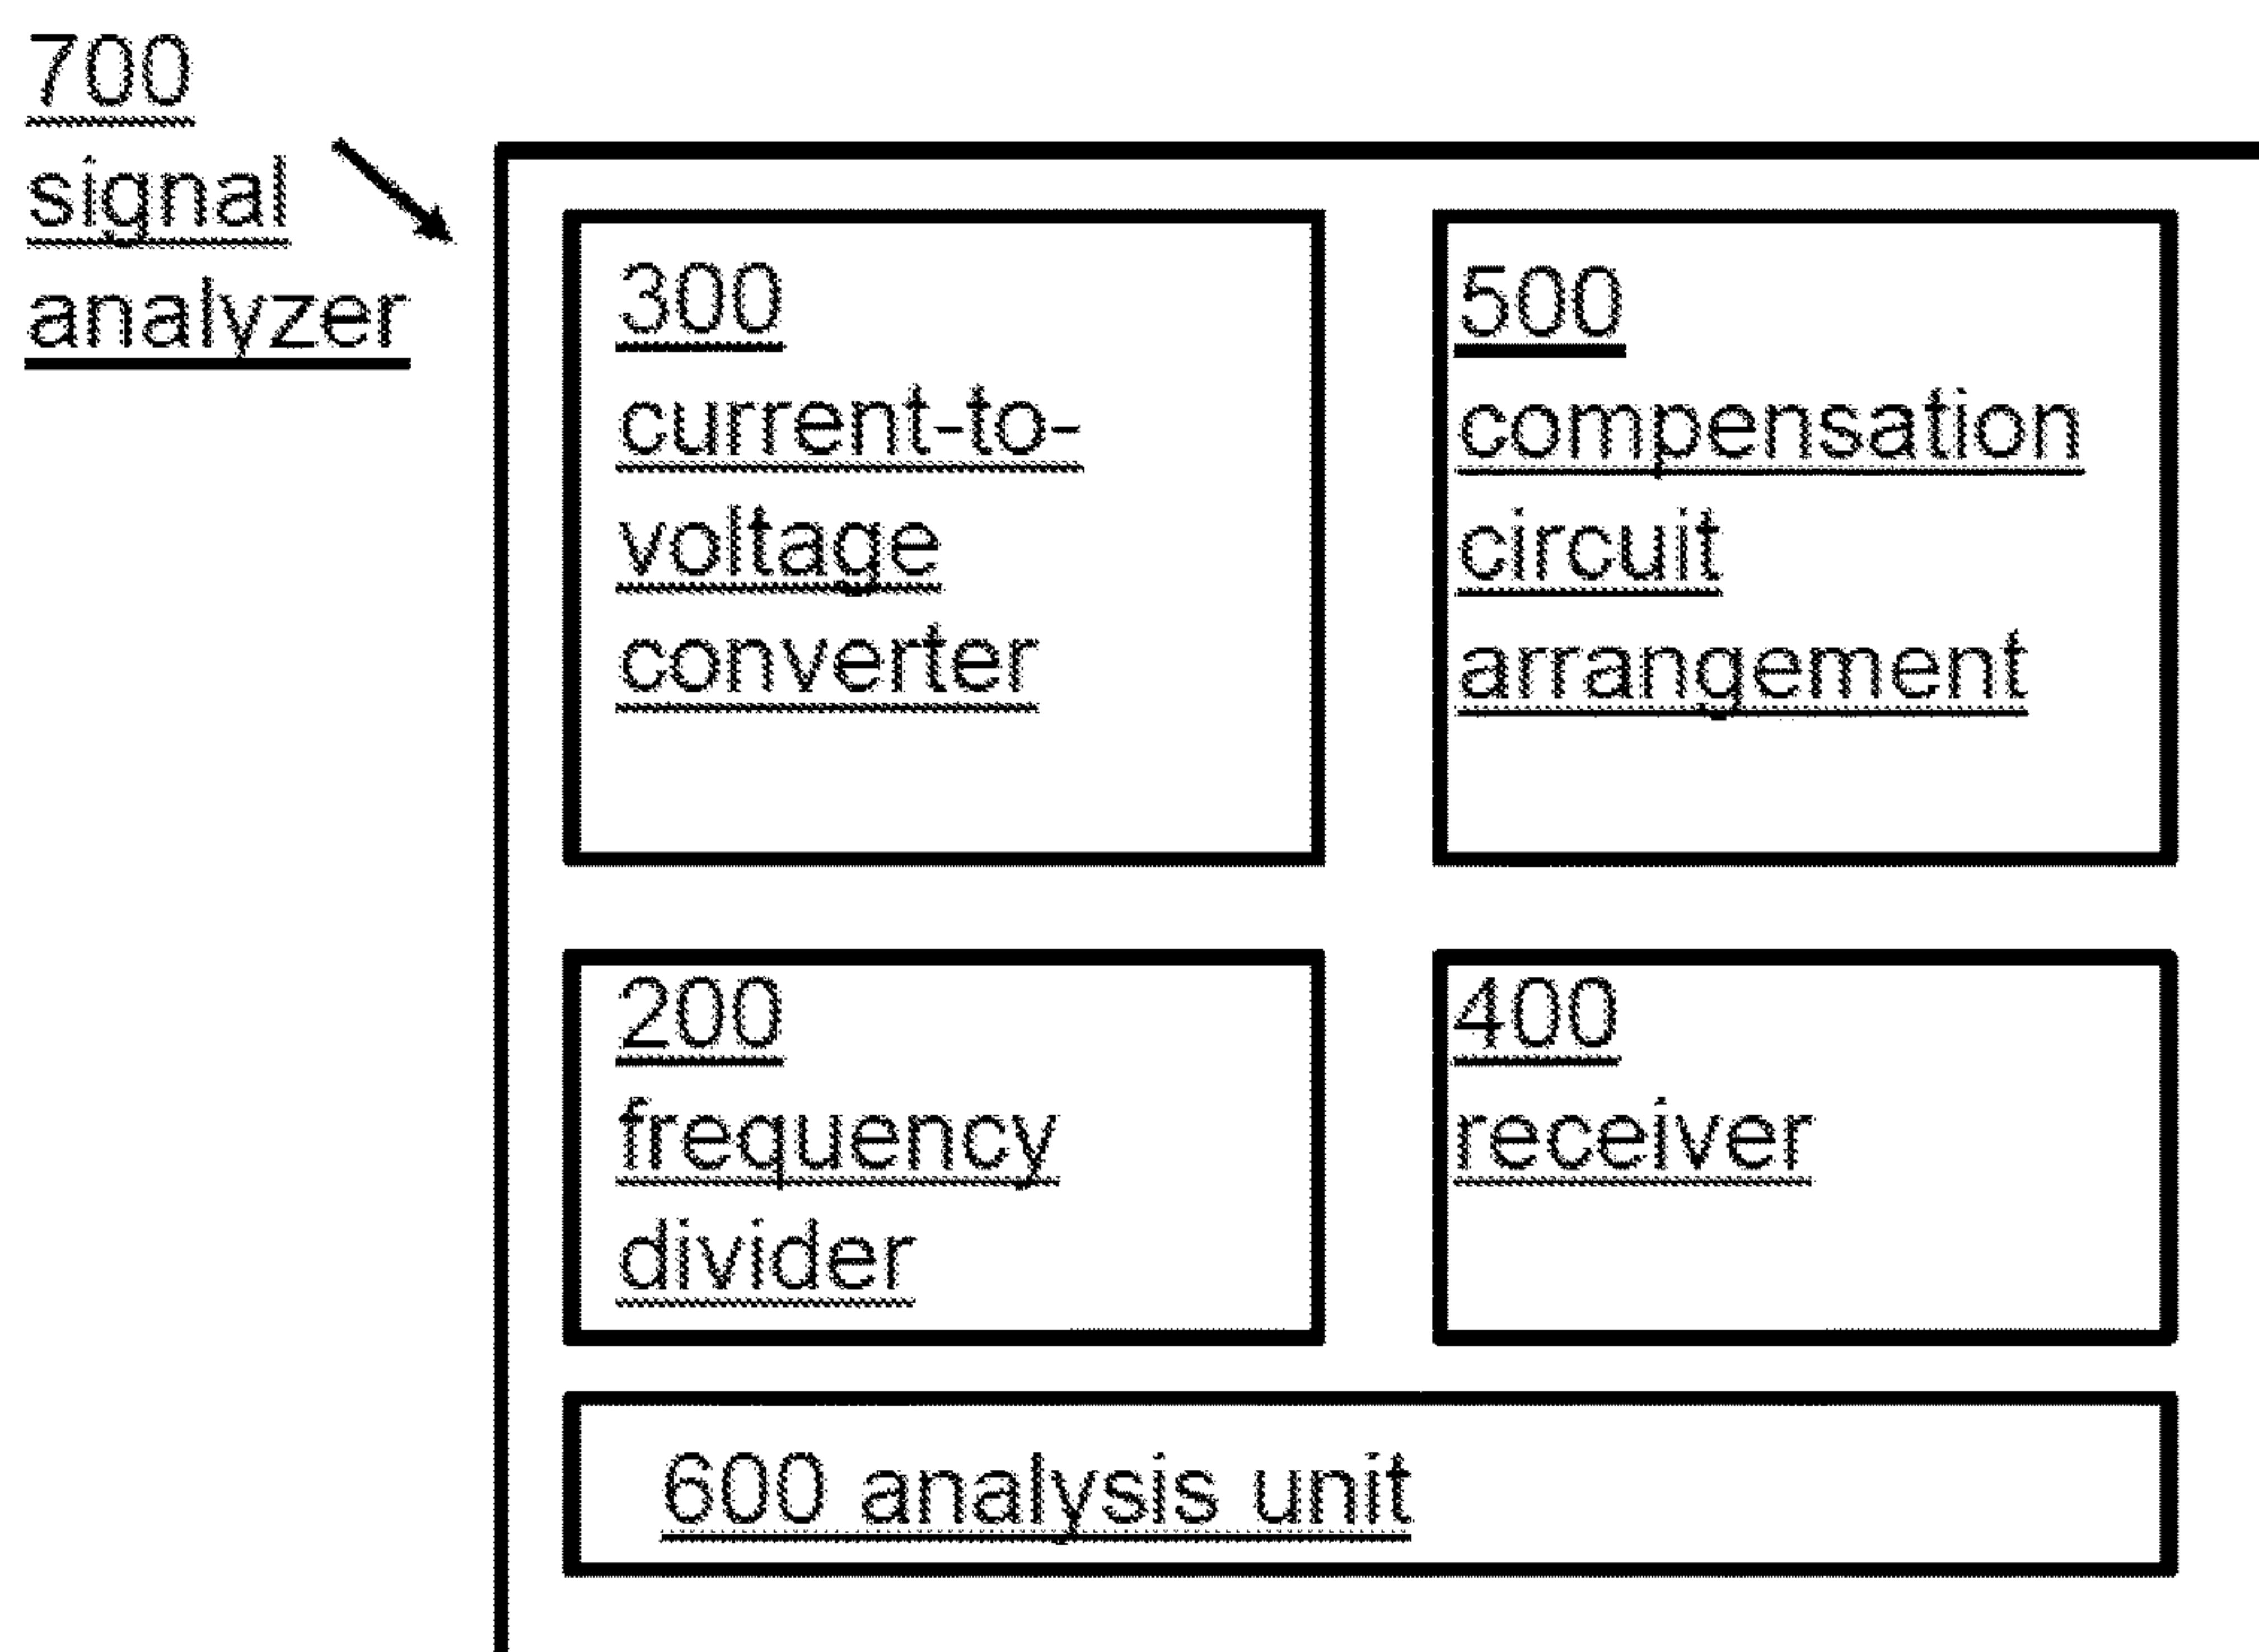 700
signal
analyzer
300
current-to-
voltage
converter
500
compensation
circuit
arrangement
200
frequency
divider
400
receiver
600 analysis unit